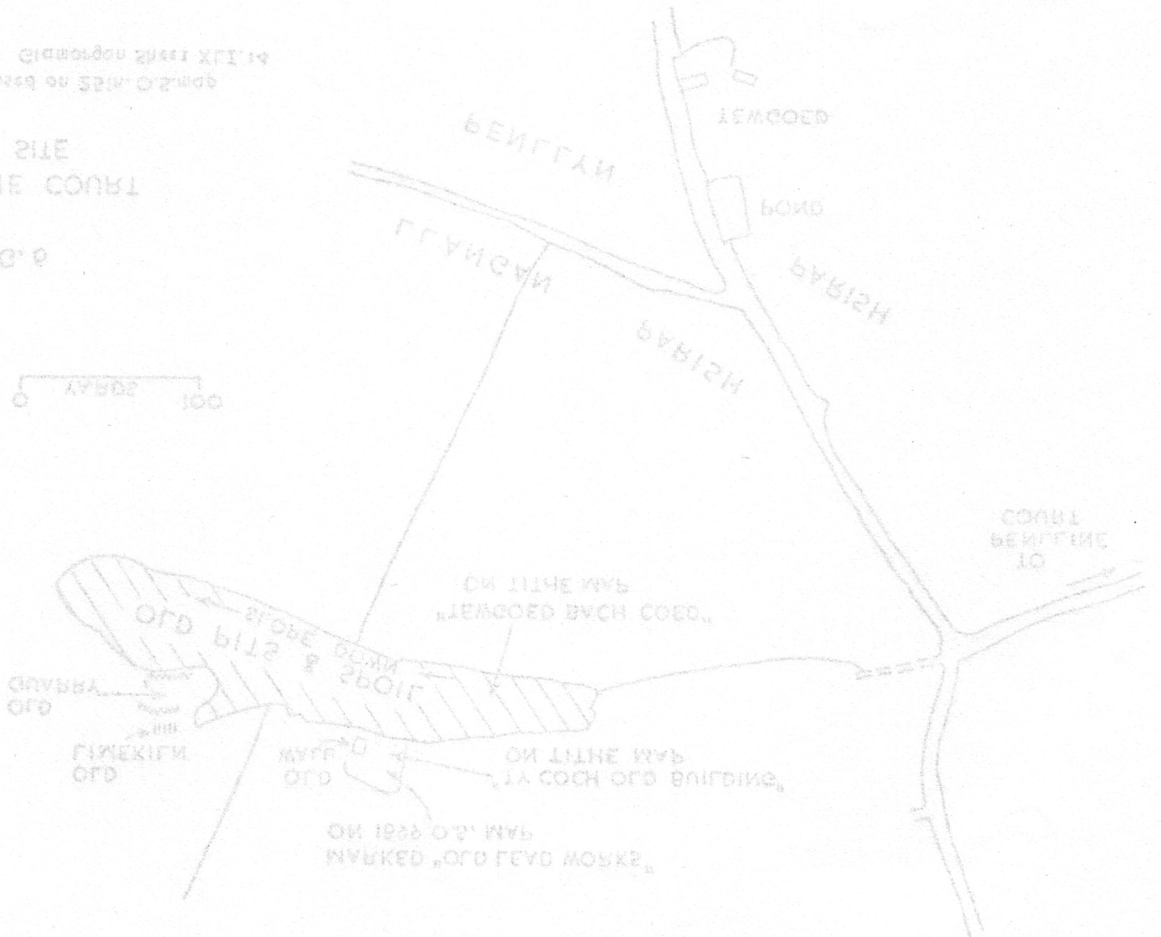 MARKED "OLD LEAD WORKS"
ON 1899 O.S. MAP
OLD
WALL
"TY COCH OLD BUILDING"
ON TITHE MAP
OLD
LIMEKILN
OLD
QUARRY
OLD PITS & SPOIL
SLOPE DOWN
"TEWGOED BACH COED"
ON TITHE MAP
TO
PENLLINE
COURT
0 YARDS 100
G. 6
E COURT
SITE
sed on 25in. O.S.map
Glamorgan Sheet XLI.14
LLANGAN PARISH
PENLLYN PARISH
POND
TEWGOED